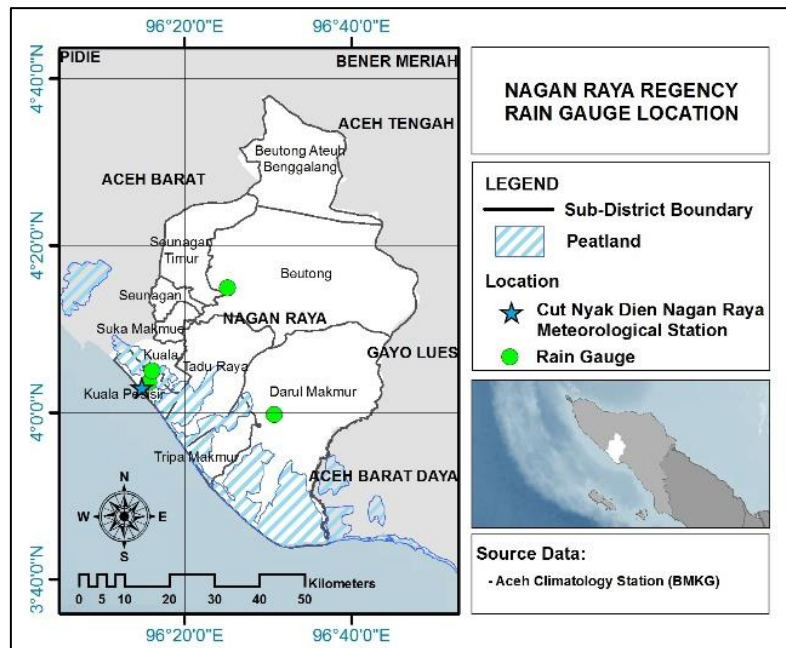 96°20'0"E 96°40'0"E
PIDIE
BENER MERIAH
4°40'0"N
ACEH TENGAH
Beutong Ateuh
Benggalang
ACEH BARAT
4°20'0"N
Seunagan
Timur
Beutong
Seunagan
NAGAN RAYA
Suka Makmue
Kuala
GAYO LUES
Tadu Raya
Kuala Pesisir
Darul Makmur
4°0'0"N
Tripa Makmur
ACEH BARAT DAYA
N
W E
S
Kilometers
0 5 10 20 30 40 50
3°40'0"N
96°20'0"E 96°40'0"E
NAGAN RAYA REGENCY
RAIN GAUGE LOCATION
LEGEND
Sub-District Boundary
Peatland
Location
Cut Nyak Dien Nagan Raya
Meteorological Station
Rain Gauge
Source Data:
- Aceh Climatology Station (BMKG)